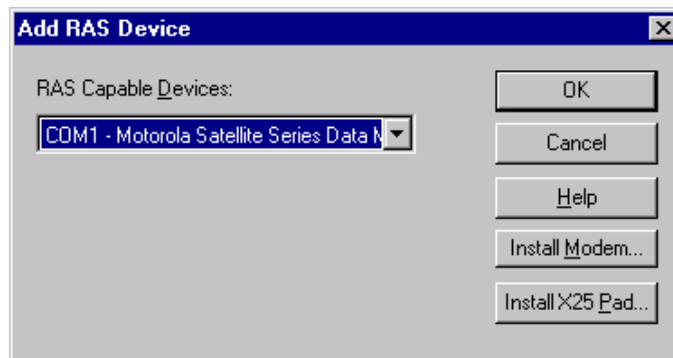 Add RAS Device
RAS Capable Devices:
COM1 - Motorola Satellite Series Data
OK
Cancel
Help
Install Modem...
Install X25 Pad...